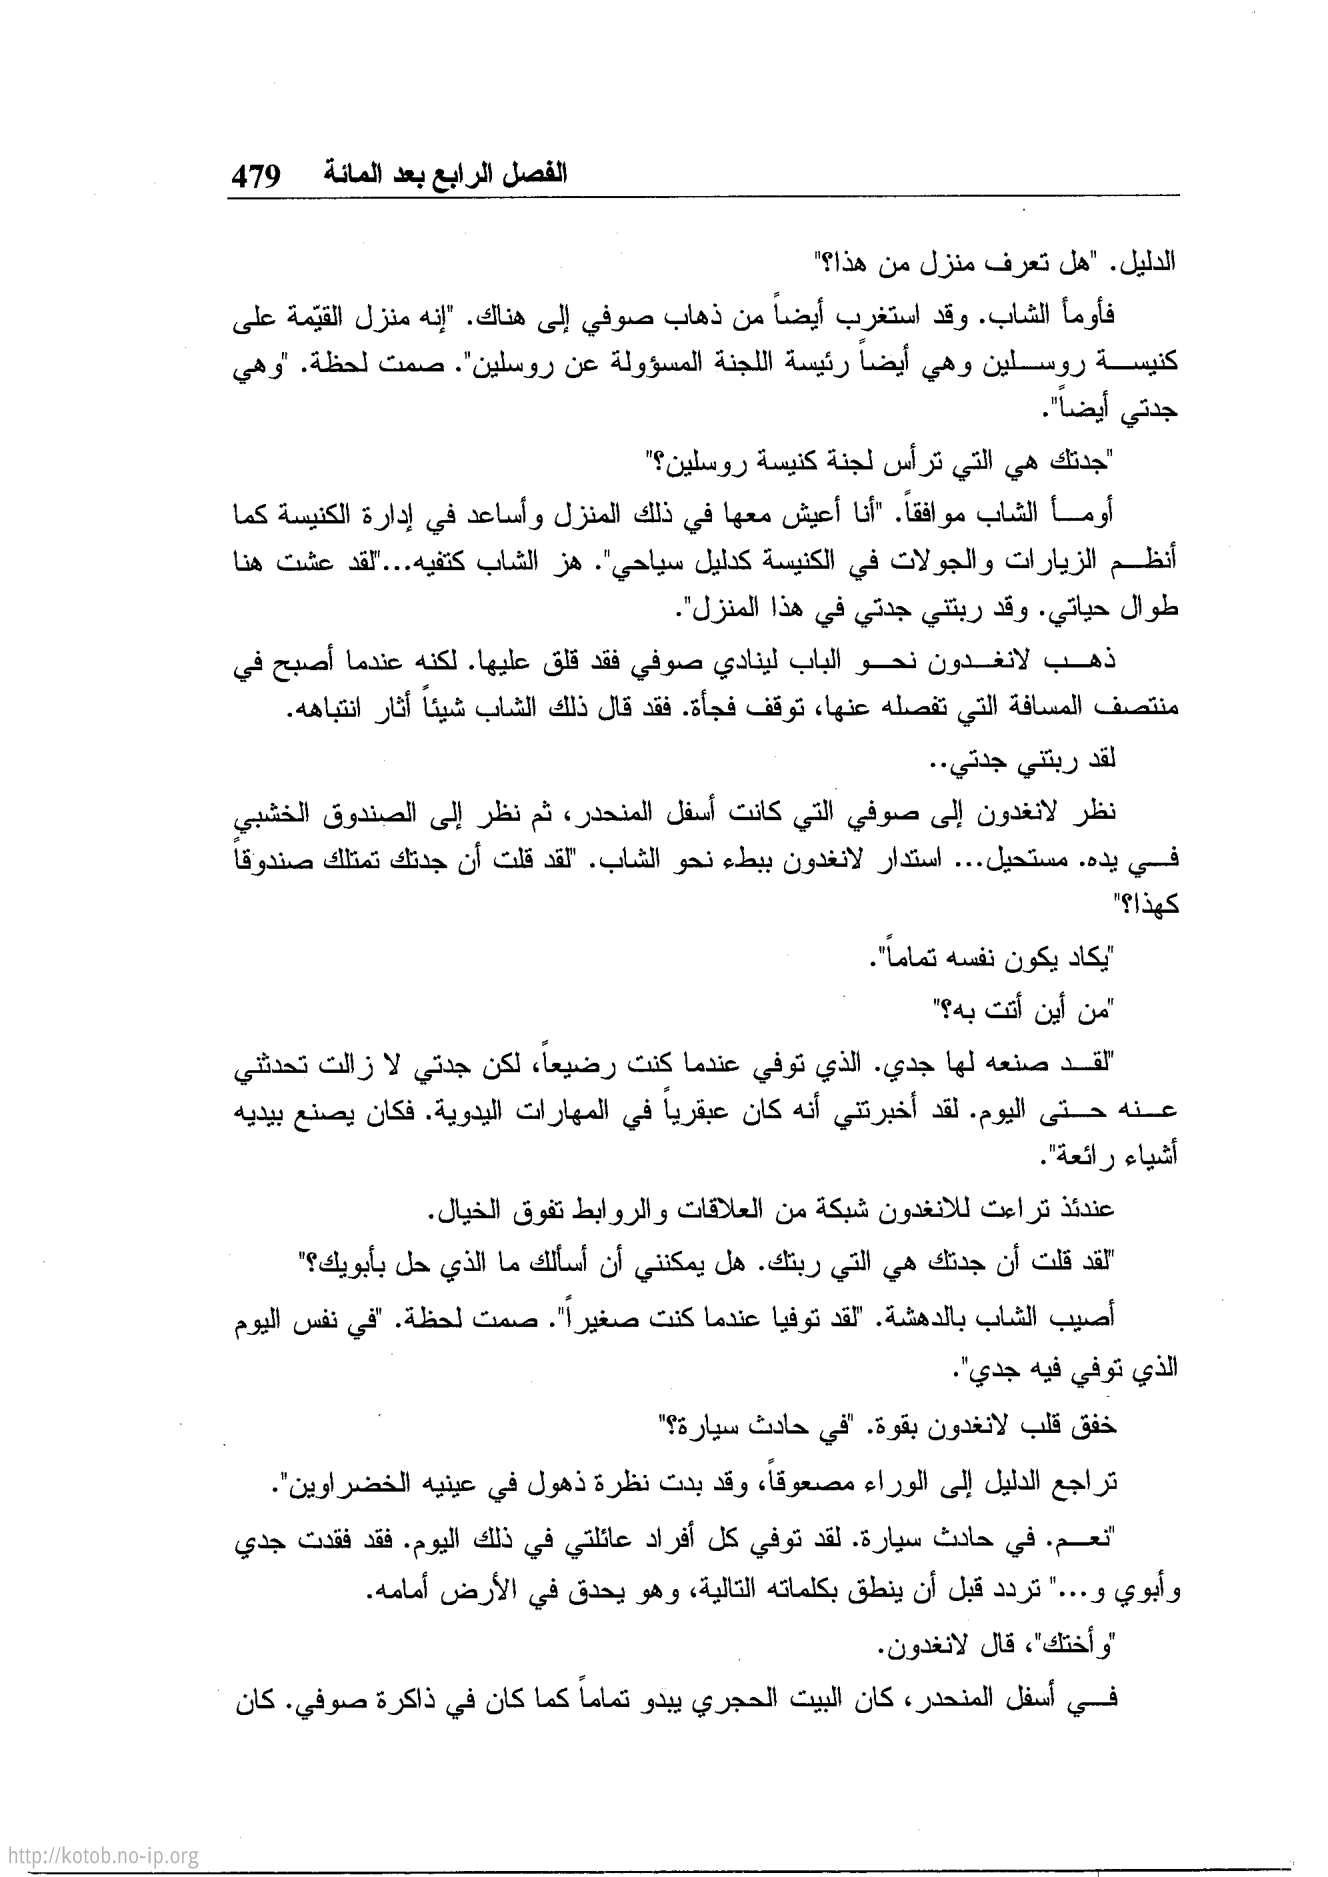 الفصل الرابع بعد المائة 479
الدليل. "هل تعرف منزل من هذا؟"
فأومأ الشاب. وقد استغرب أيضاً من ذهاب صوفي إلى هناك. "إنه منزل القيّمة على
كنيسة روسلين وهي أيضاً رئيسة اللجنة المسؤولة عن روسلين". صمت لحظة. "وهي
جدتي أيضاً".
"جدتك هي التي ترأس لجنة كنيسة روسلين؟"
أومأ الشاب موافقاً. "أنا أعيش معها في ذلك المنزل وأساعد في إدارة الكنيسة كما
أنظم الزيارات والجولات في الكنيسة كدليل سياحي". هز الشاب كتفيه..."لقد عشت هنا
طوال حياتي. وقد ربتني جدتي في هذا المنزل".
ذهب لانغدون نحو الباب لينادي صوفي فقد قلق عليها. لكنه عندما أصبح في
منتصف المسافة التي تفصله عنها، توقف فجأة. فقد قال ذلك الشاب شيئاً أثار انتباهه.
لقد ربتني جدتي..
نظر لانغدون إلى صوفي التي كانت أسفل المنحدر، ثم نظر إلى الصندوق الخشبي
في يده. مستحيل... استدار لانغدون ببطء نحو الشاب. "لقد قلت أن جدتك تمتلك صندوقاً
كهذا؟"
"يكاد يكون نفسه تماماً".
"من أين أتت به؟"
"لقد صنعه لها جدي. الذي توفي عندما كنت رضيعاً، لكن جدتي لا زالت تحدثني
عنه حتى اليوم. لقد أخبرتني أنه كان عبقرياً في المهارات اليدوية. فكان يصنع بيديه
أشياء رائعة".
عندئذ تراءت للانغدون شبكة من العلاقات والروابط تفوق الخيال.
"لقد قلت أن جدتك هي التي ربتك. هل يمكنني أن أسألك ما الذي حل بأبويك؟"
أصيب الشاب بالدهشة. "لقد توفيا عندما كنت صغيراً". صمت لحظة. "في نفس اليوم
الذي توفي فيه جدي".
خفق قلب لانغدون بقوة. "في حادث سيارة؟"
تراجع الدليل إلى الوراء مصعوقاً، وقد بدت نظرة ذهول في عينيه الخضراوين".
"نعم. في حادث سيارة. لقد توفي كل أفراد عائلتي في ذلك اليوم. فقد فقدت جدي
وأبوي و..." تردد قبل أن ينطق بكلماته التالية، وهو يحدق في الأرض أمامه.
"وأختك"، قال لانغدون.
في أسفل المنحدر، كان البيت الحجري يبدو تماماً كما كان في ذاكرة صوفي. كان
http://kotob.no-ip.org